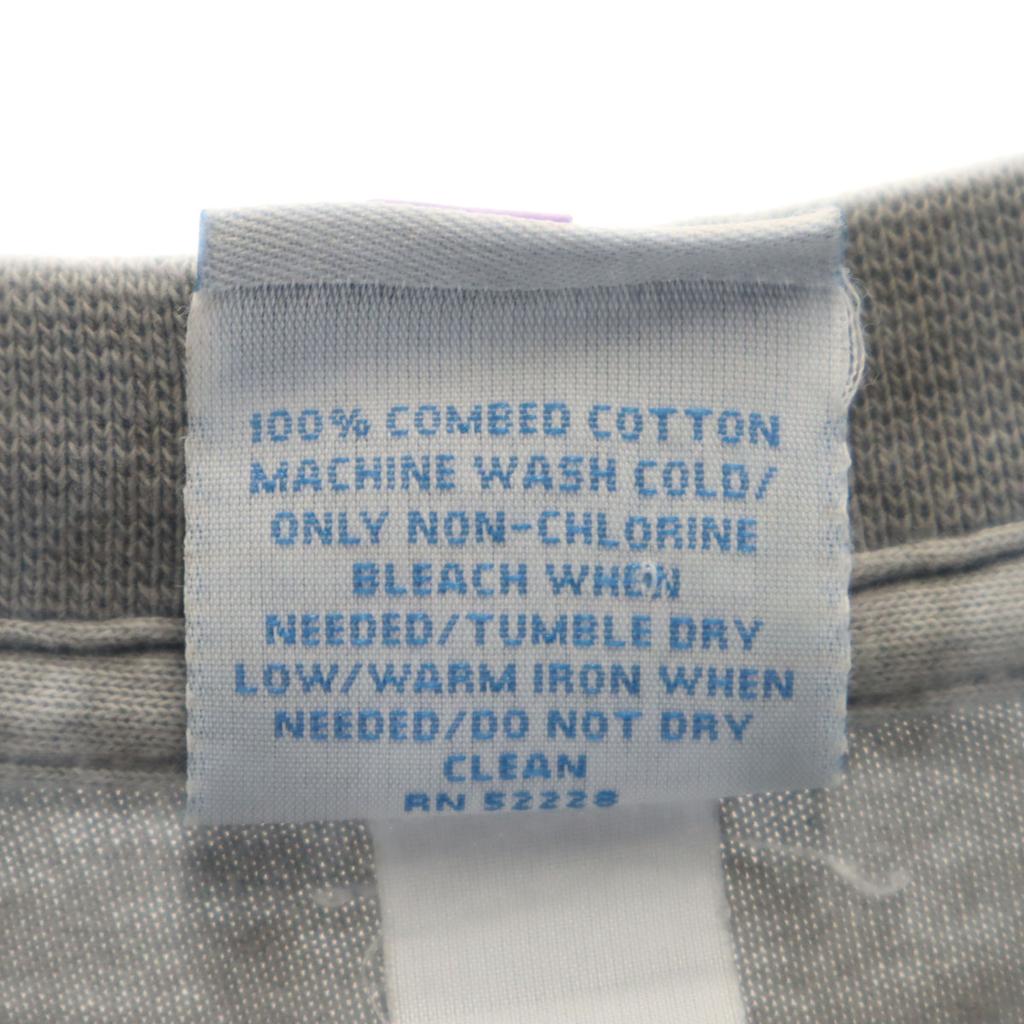 100% COMBED COTTON
MACHINE WASH COLD/
ONLY NON-CHLORINE
BLEACH WHEN
NEEDED/TUMBLE DRY
LOW/WARM IRON WHEN
NEEDED/DO NOT DRY
CLEAN
RN 52228